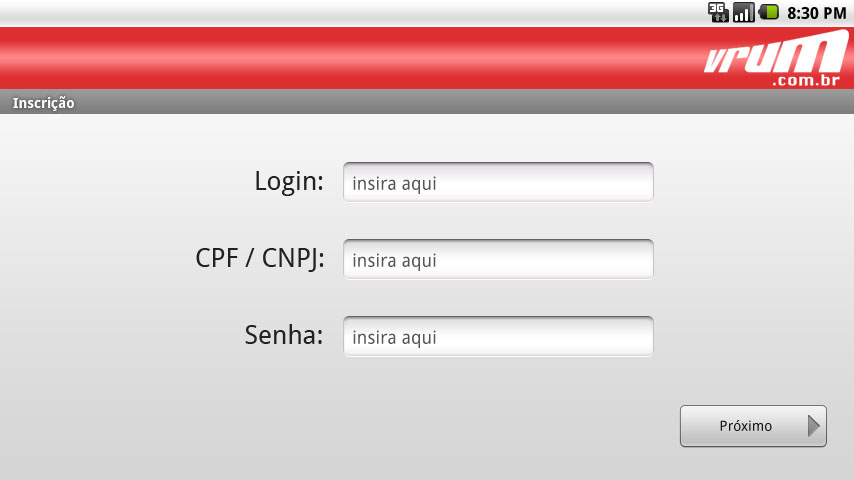 3G 8:30 PM
vrum
.com.br
Inscrição
Login: insira aqui
CPF / CNPJ: insira aqui
Senha: insira aqui
Próximo